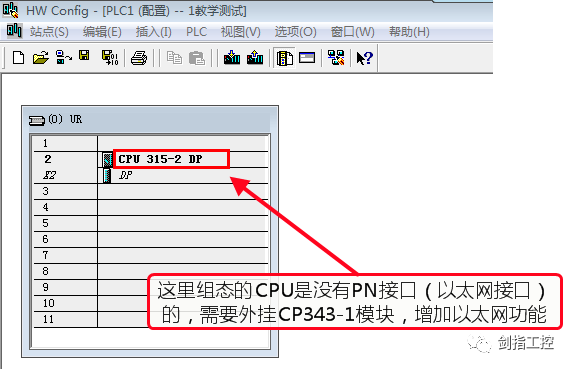 HW Config - [PLC1 (配置) -- 1教学测试]
站点(S) 编辑(E) 插入(I) PLC 视图(V) 选项(O) 窗口(W) 帮助(H)
(0) UR
1
2 CPU 315-2 DP
X2 DP
3
4
5
6
7
8
9
10
11
这里组态的CPU是没有PN接口（以太网接口）
的，需要外挂CP343-1模块，增加以太网功能
剑指工控